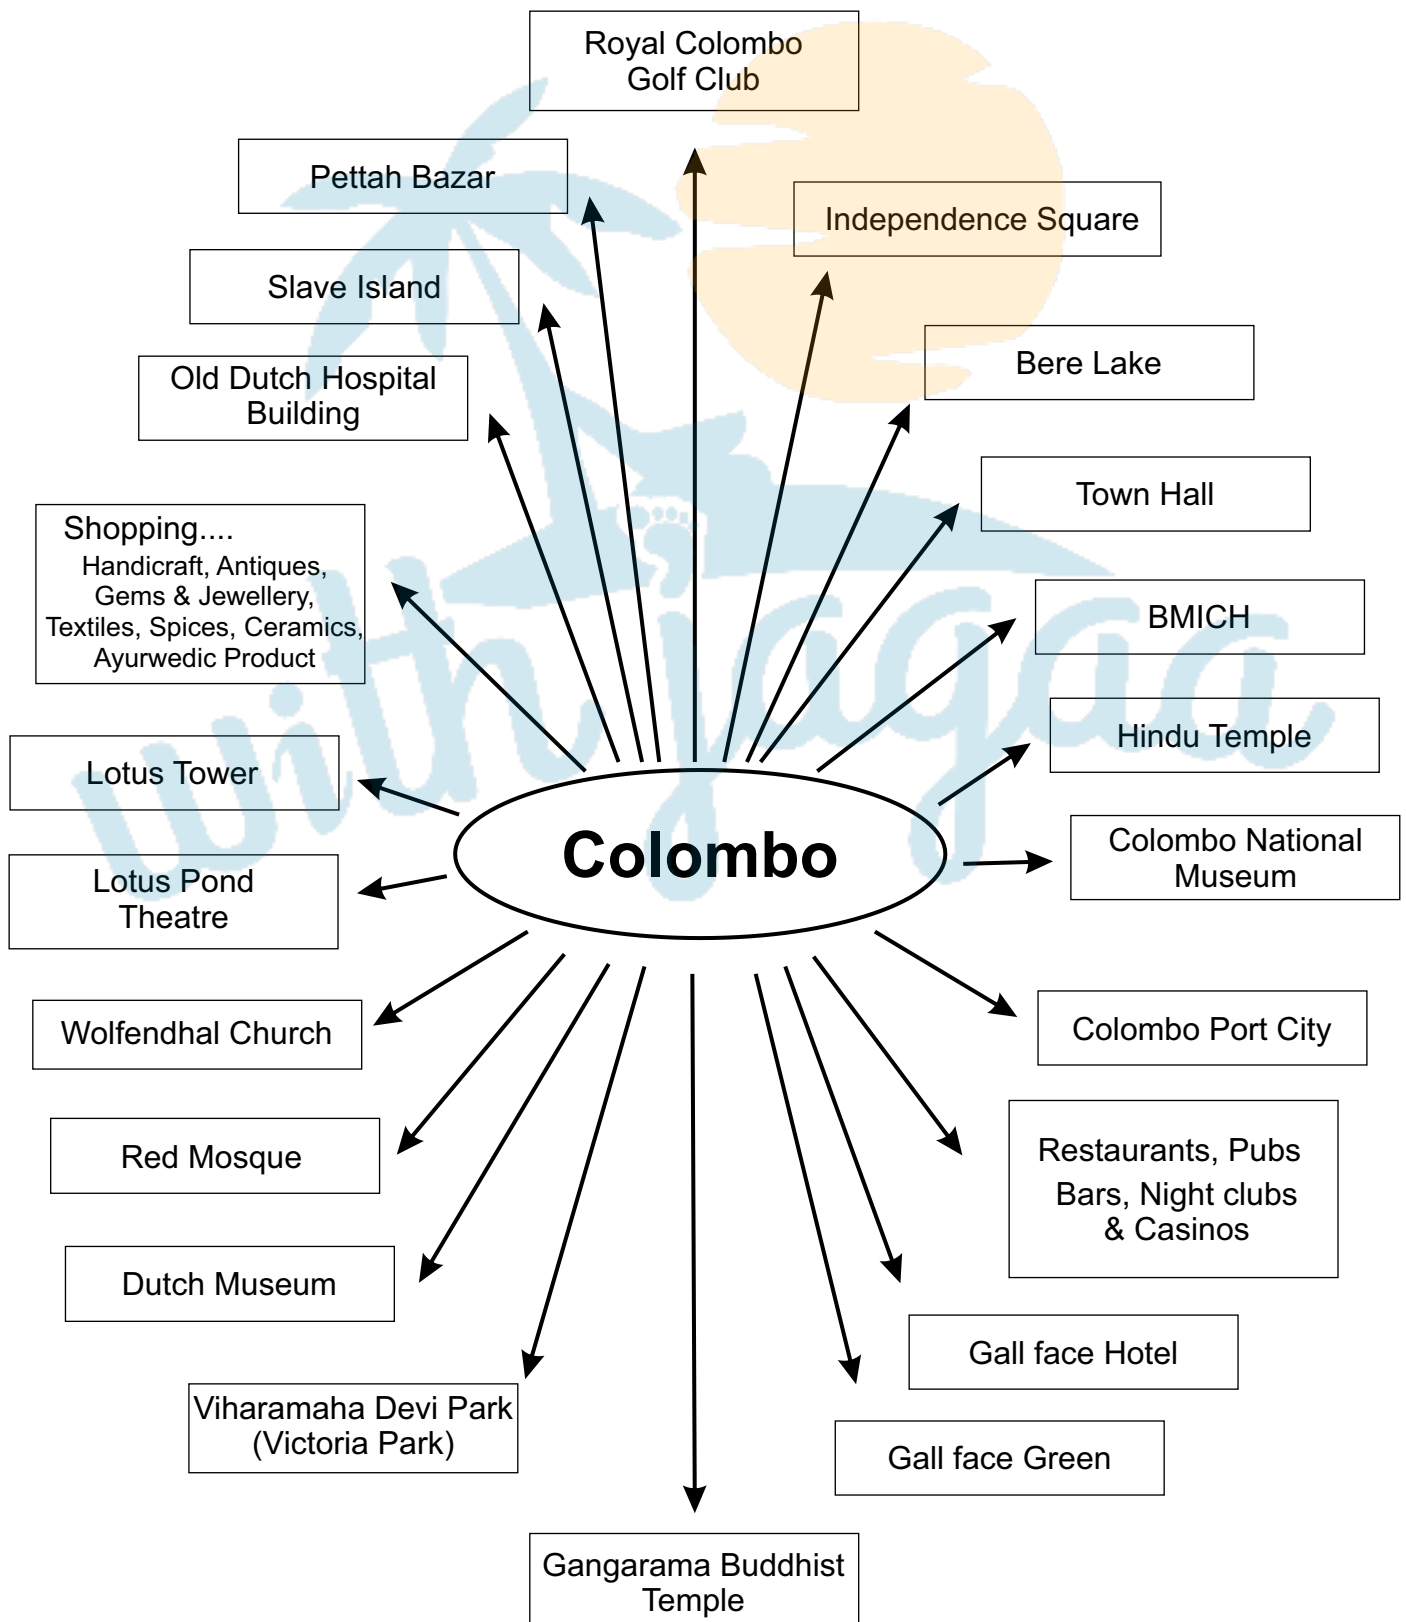 Royal Colombo
Golf Club
Pettah Bazar
Independence Square
Slave Island
Bere Lake
Old Dutch Hospital
Building
Town Hall
Shopping....
Handicraft, Antiques,
Gems & Jewellery,
Textiles, Spices, Ceramics,
Ayurwedic Product
BMICH
Hindu Temple
Lotus Tower
Colombo National
Museum
Colombo
Lotus Pond
Theatre
with jagaa
Wolfendhal Church
Colombo Port City
Red Mosque
Restaurants, Pubs
Bars, Night clubs
& Casinos
Dutch Museum
Gall face Hotel
Viharamaha Devi Park
(Victoria Park)
Gall face Green
Gangarama Buddhist
Temple